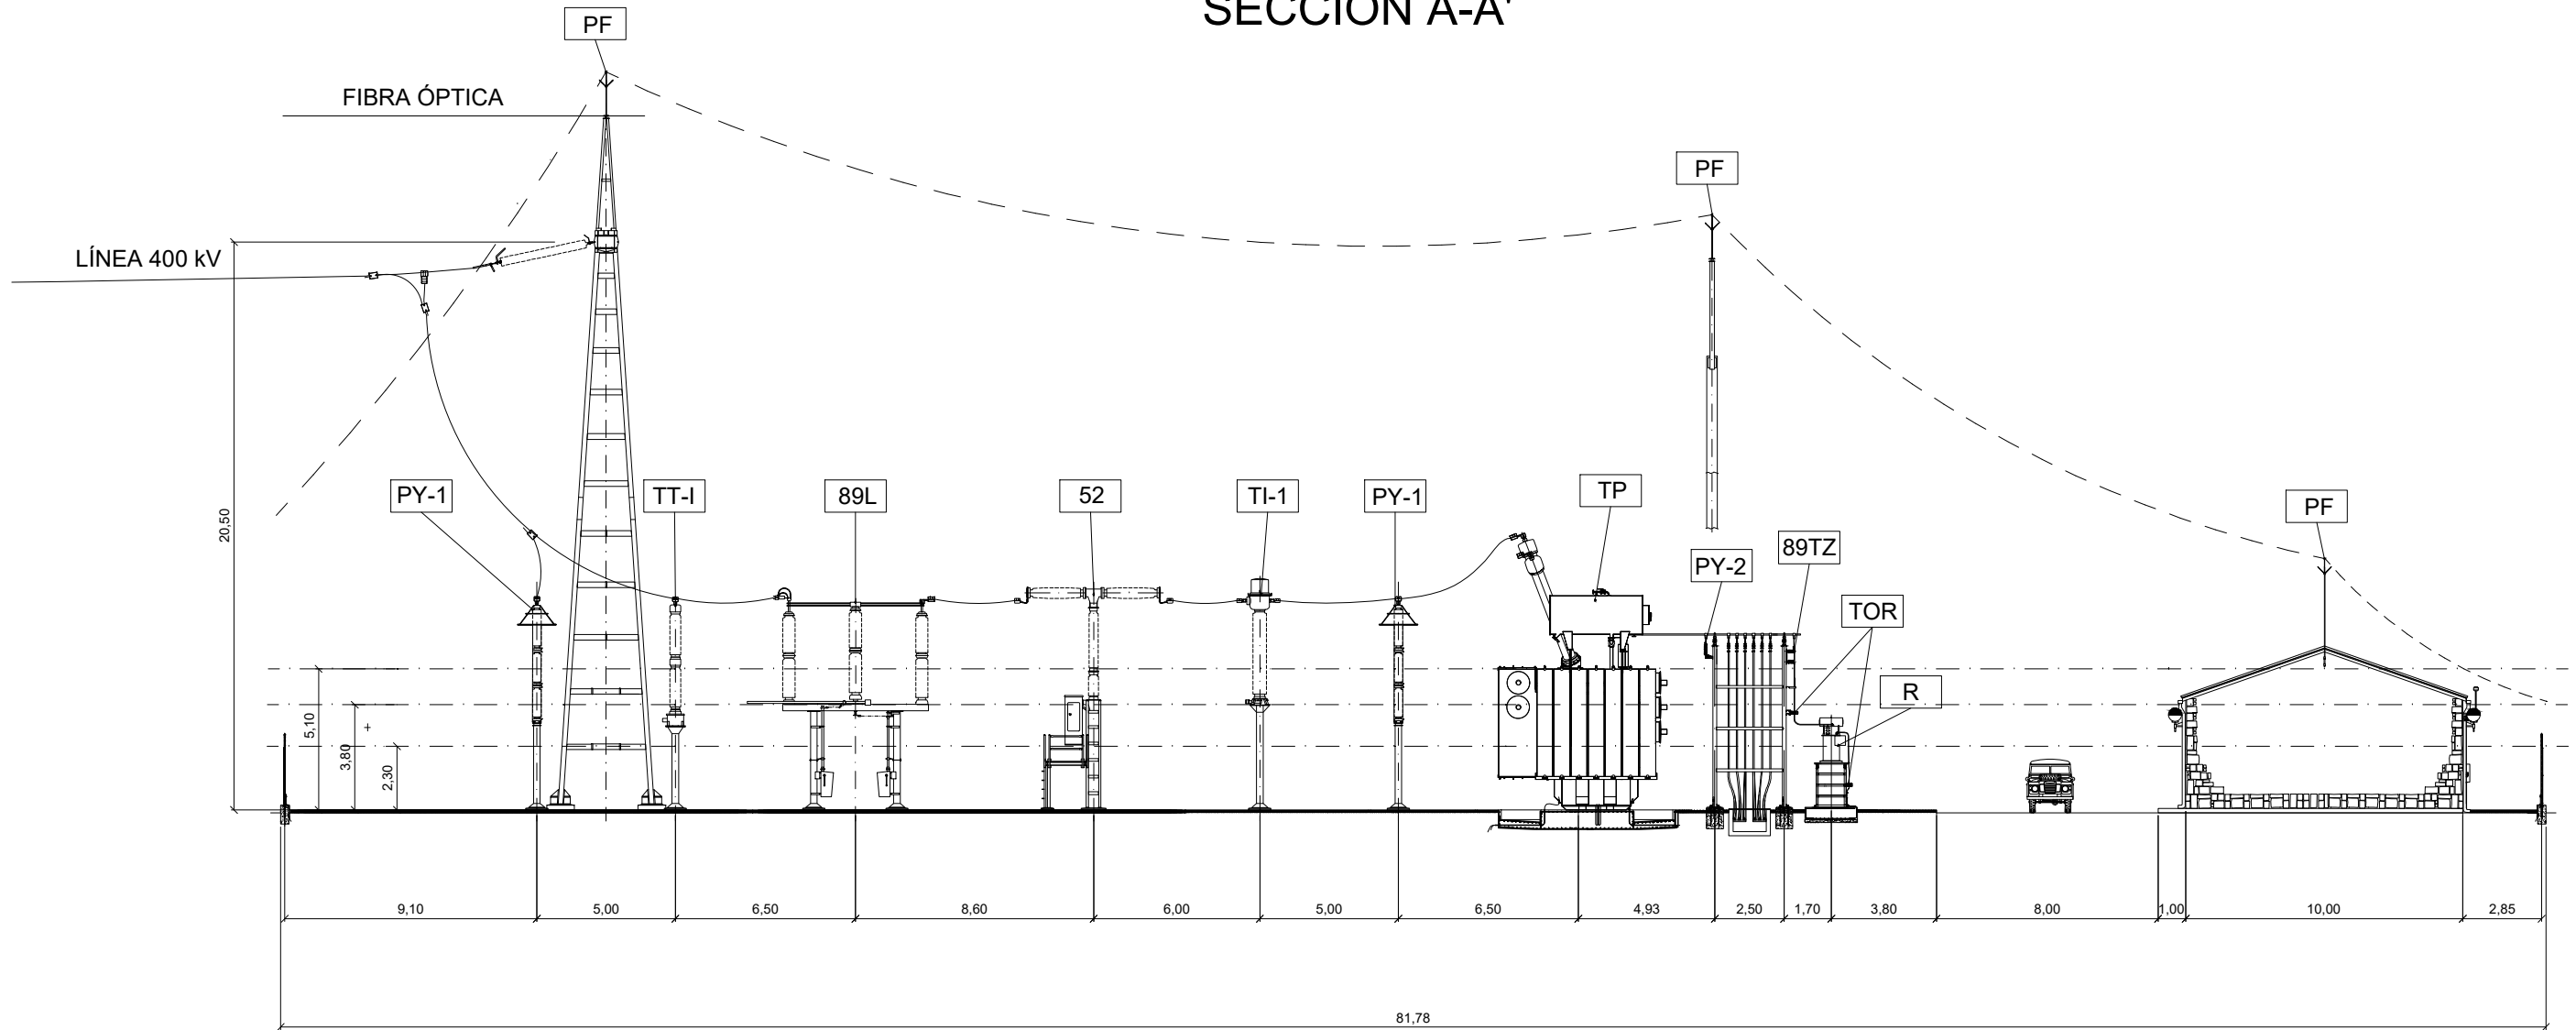 SECCIÓN A-A'
PF
FIBRA ÓPTICA
PF
LÍNEA 400 kV
PY-1
TT-I
89L
52
TI-1
PY-1
TP
PF
PY-2
89TZ
TOR
R
20,50
5,10
3,80
2,30
9,10
5,00
6,50
8,60
6,00
5,00
6,50
4,93
2,50
1,70
3,80
8,00
1,00
10,00
2,85
81,78